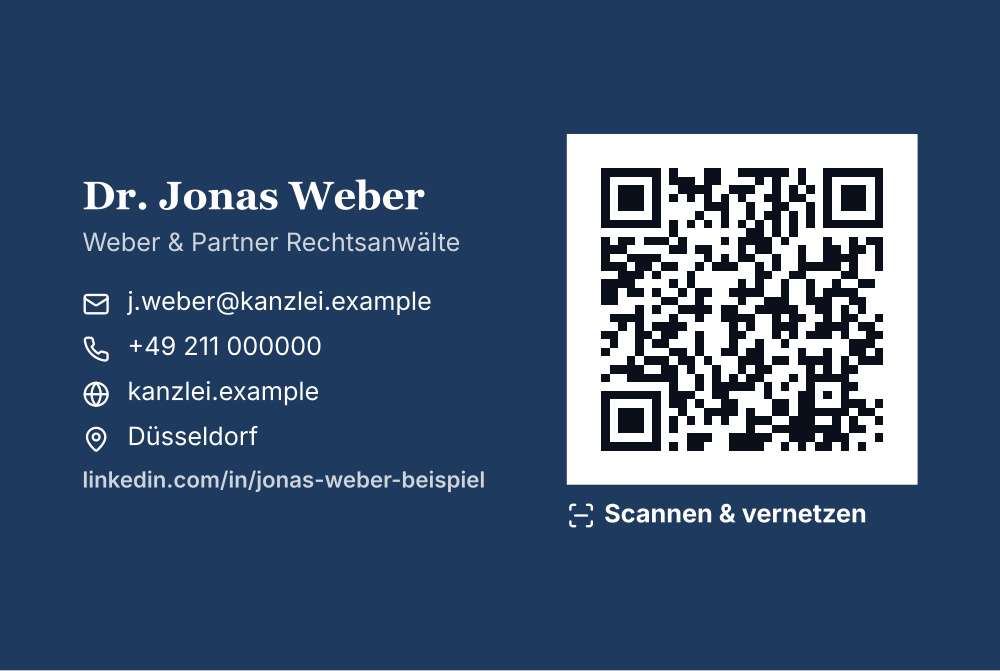 Dr. Jonas Weber
Weber & Partner Rechtsanwälte
j.weber@kanzlei.example
+49 211 000000
kanzlei.example
Düsseldorf
linkedin.com/in/jonas-weber-beispiel
Scannen & vernetzen